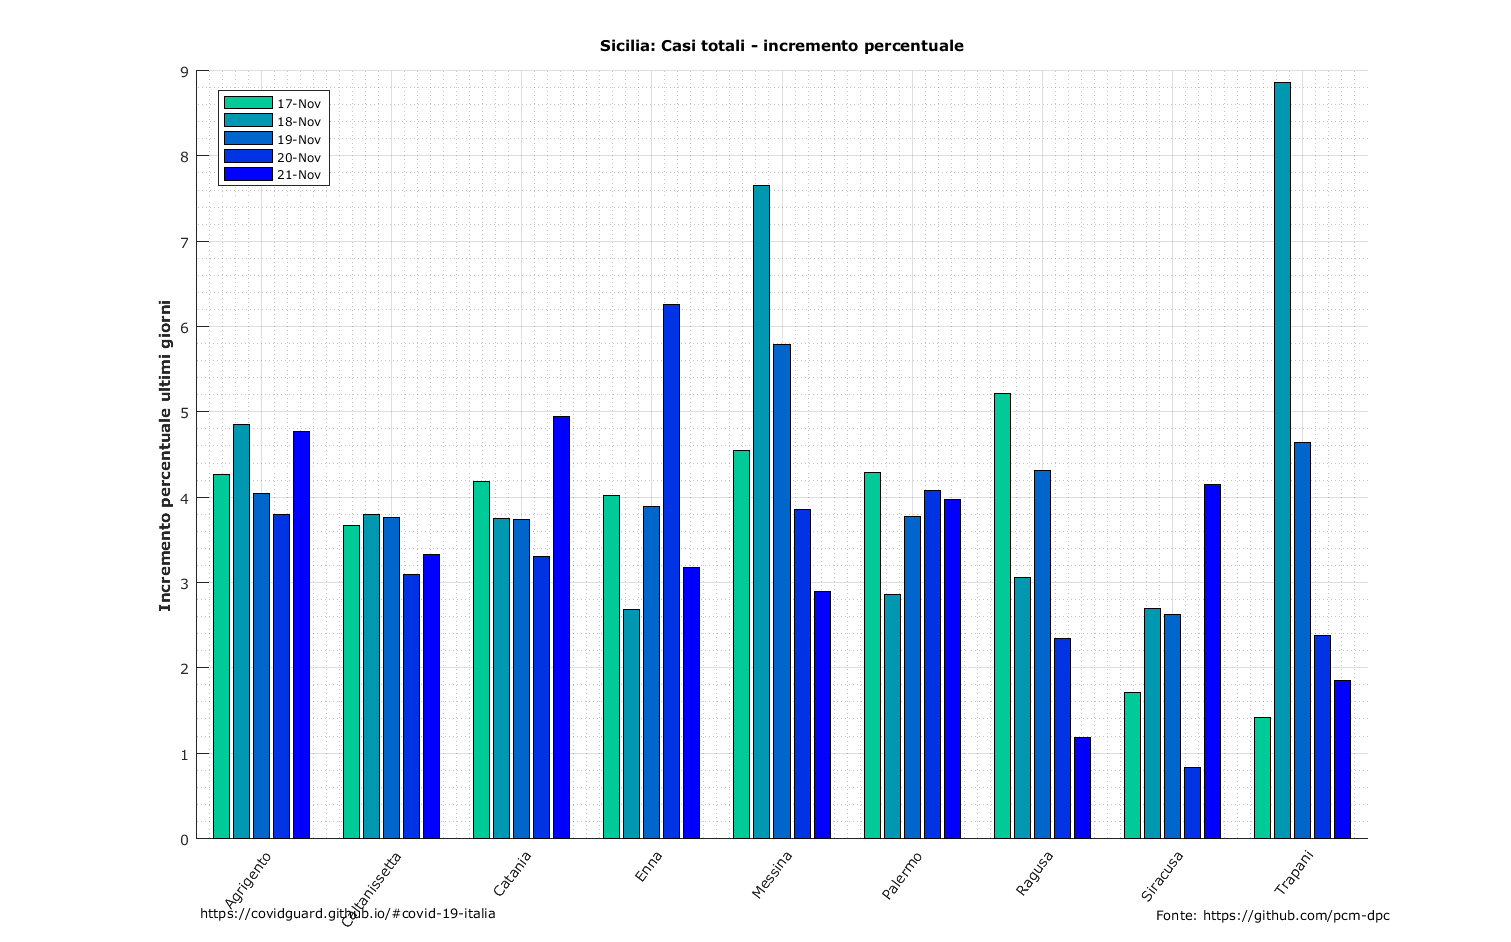 Sicilia: Casi totali - incremento percentuale
Incremento percentuale ultimi giorni
9
8
7
6
5
4
3
2
1
0
17-Nov
18-Nov
19-Nov
20-Nov
21-Nov
Agrigento
Caltanissetta
Catania
Enna
Messina
Palermo
Ragusa
Siracusa
Trapani
https://covidguard.github.io/#covid-19-italia
Fonte: https://github.com/pcm-dpc